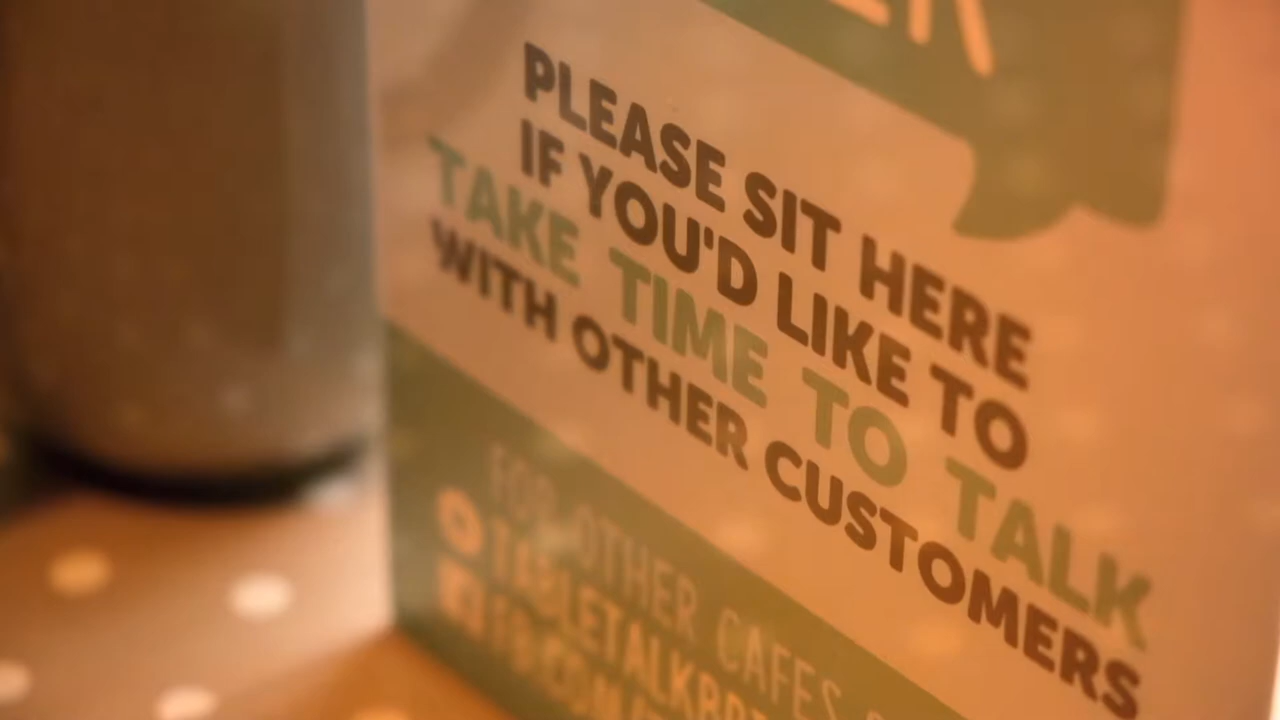 PLEASE SIT HERE
IF YOU'D LIKE TO
TAKE TIME TO TALK
WITH OTHER CUSTOMERS
FOR OTHER CAFES